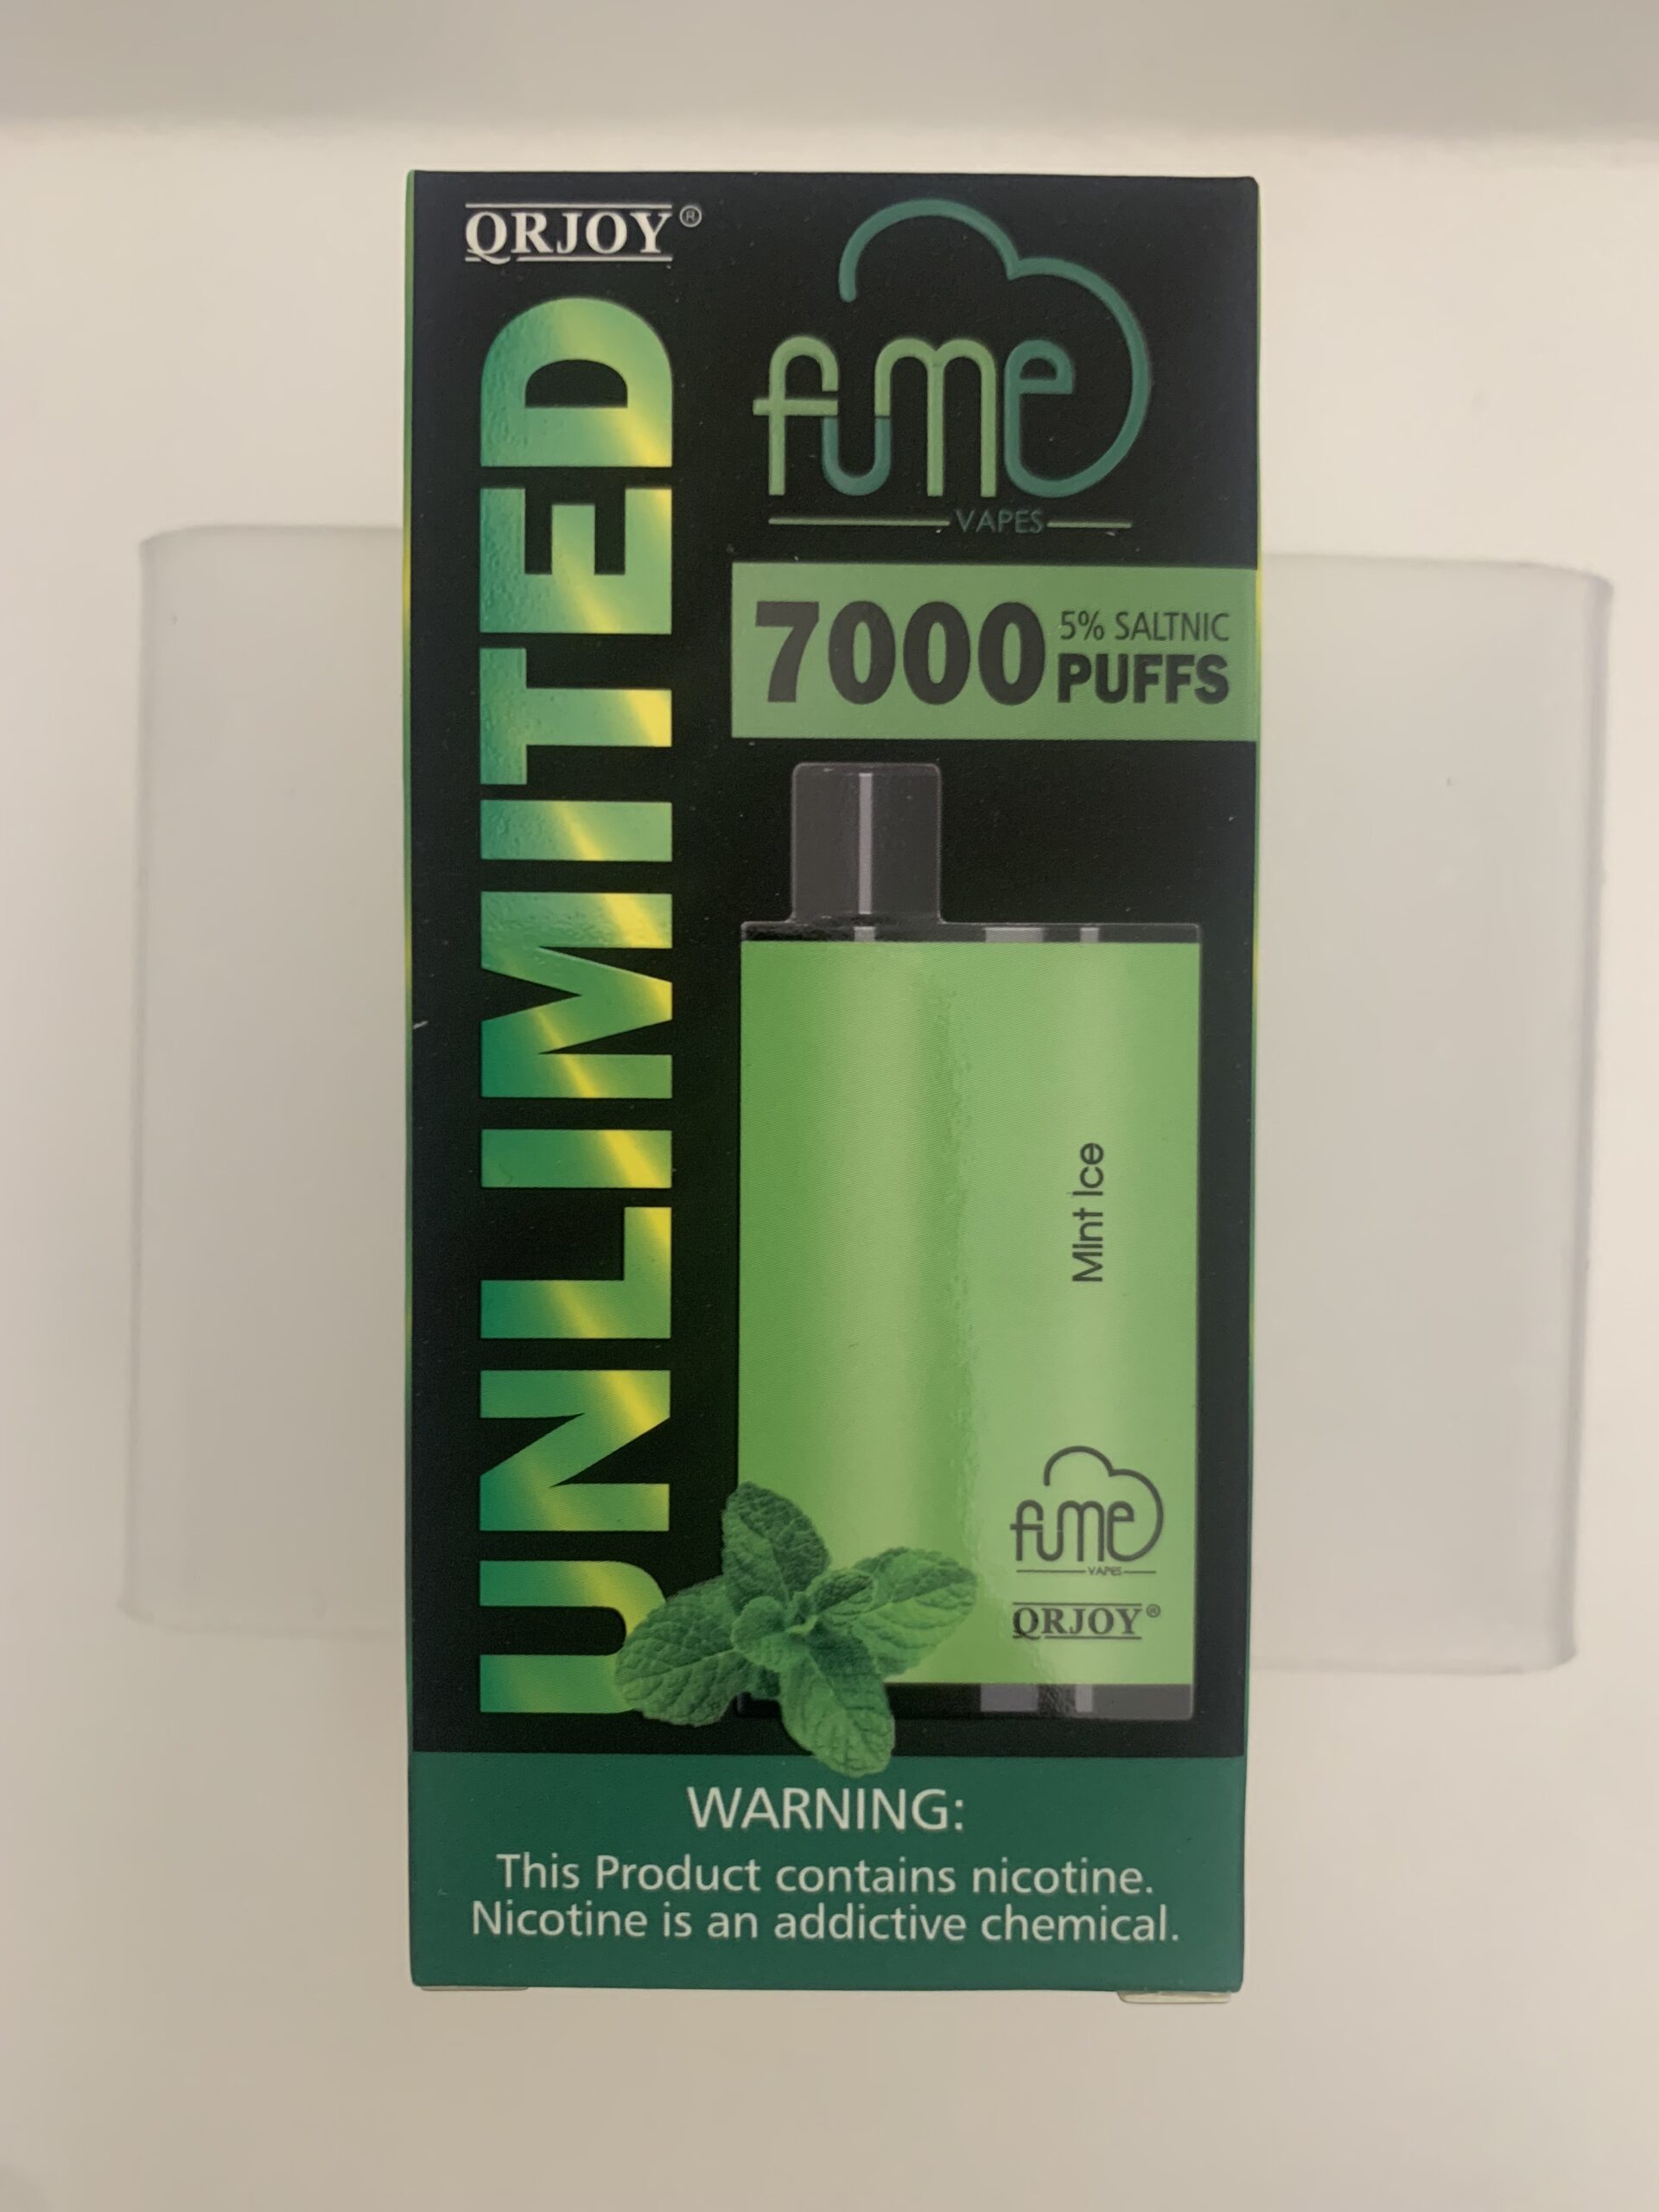 QRJOY®
UNLIMITED
fume
VAPES
7000 5% SALTNIC
PUFFS
Mint Ice
fume
VAPES
QRJOY®
WARNING:
This Product contains nicotine.
Nicotine is an addictive chemical.